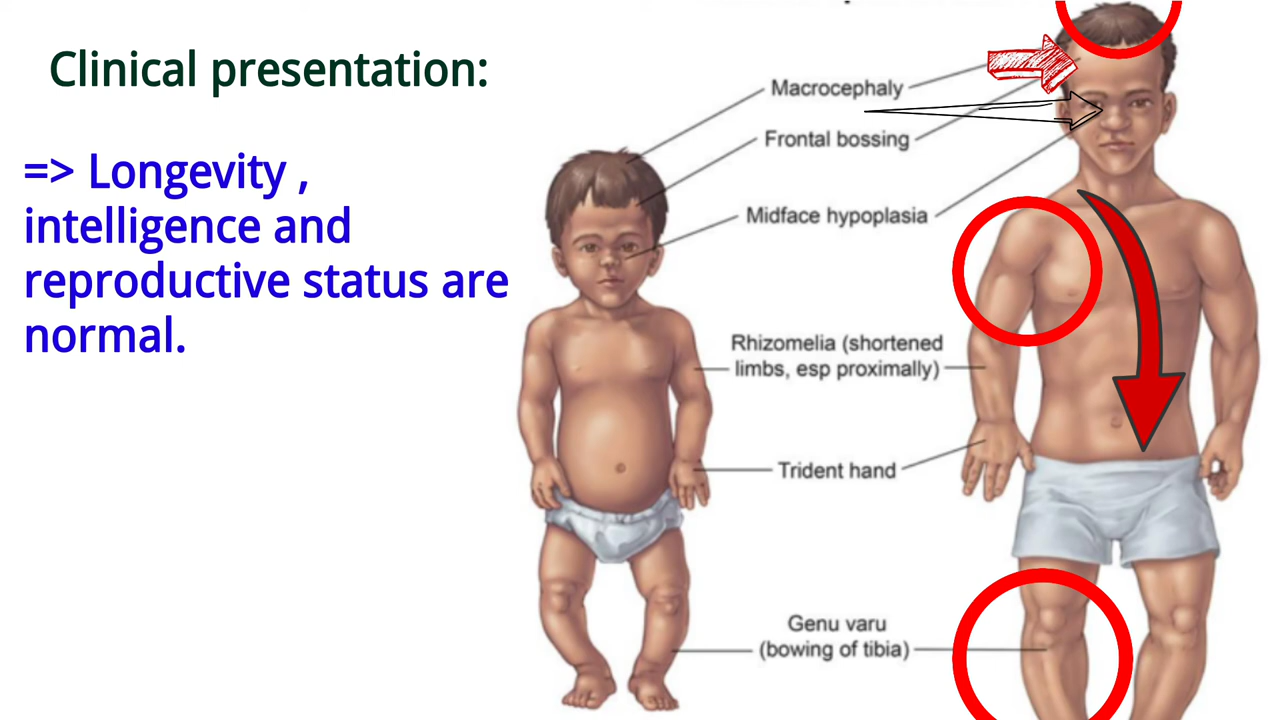 Clinical presentation:
=> Longevity ,
intelligence and
reproductive status are
normal.
Macrocephaly
Frontal bossing
Midface hypoplasia
Rhizomelia (shortened
limbs, esp proximally)
Trident hand
Genu varu
(bowing of tibia)